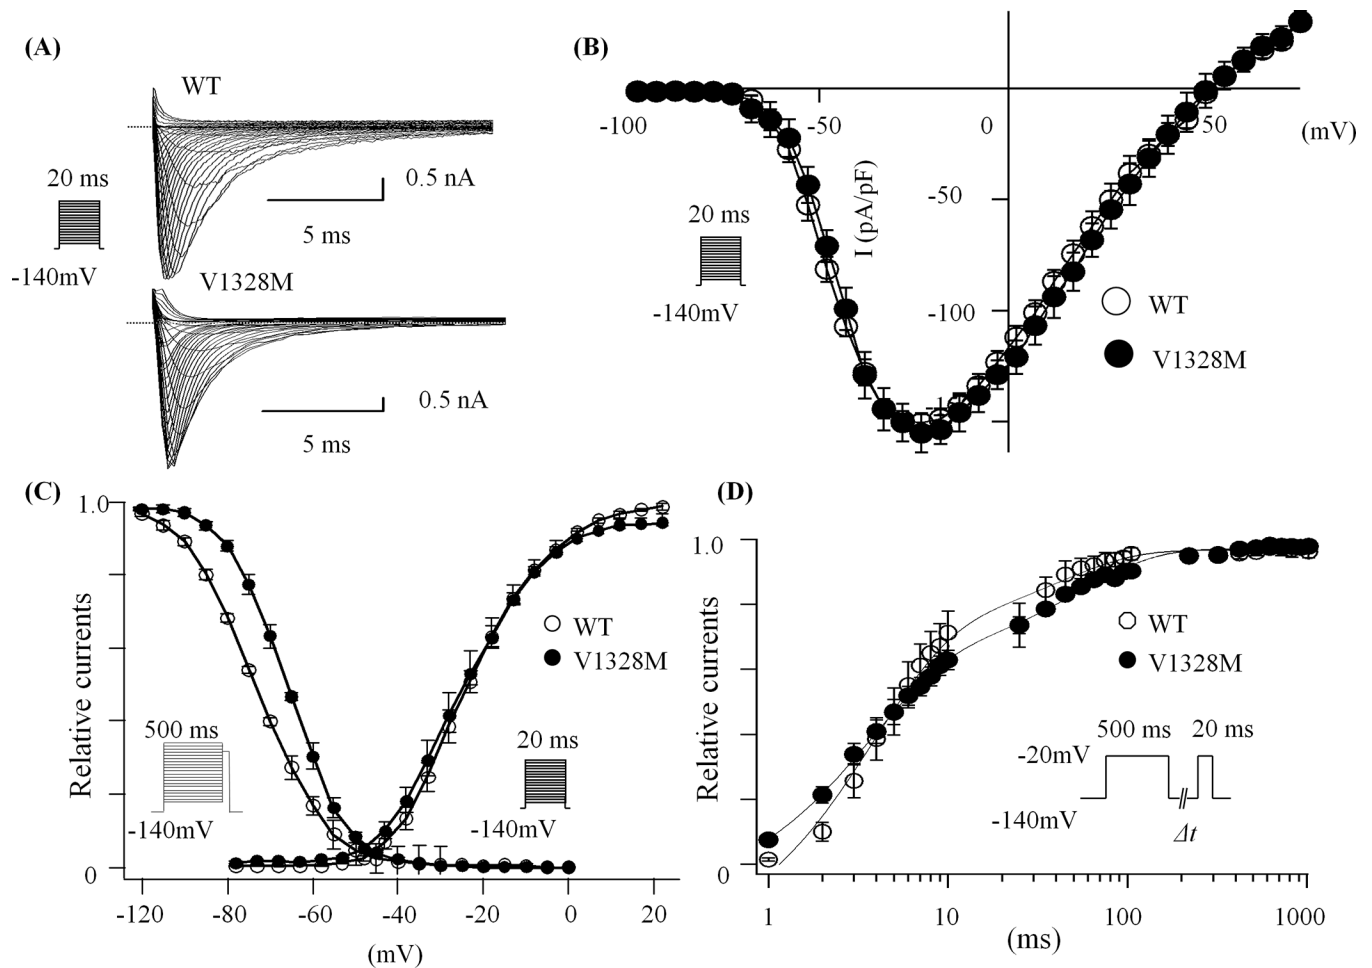 (A)
WT
20 ms
-140mV
0.5 nA
5 ms
V1328M
0.5 nA
5 ms
(B)
-100
-50
0
50
(mV)
I (pA/pF)
-50
-100
20 ms
-140mV
WT
V1328M
(C)
1.0
0
Relative currents
500 ms
-140mV
WT
V1328M
20 ms
-140mV
-120
-80
-60
-40
-20
0
20
(mV)
(D)
1.0
0
Relative currents
WT
V1328M
500 ms
20 ms
-20mV
-140mV
Δt
1
10
100
1000
(ms)